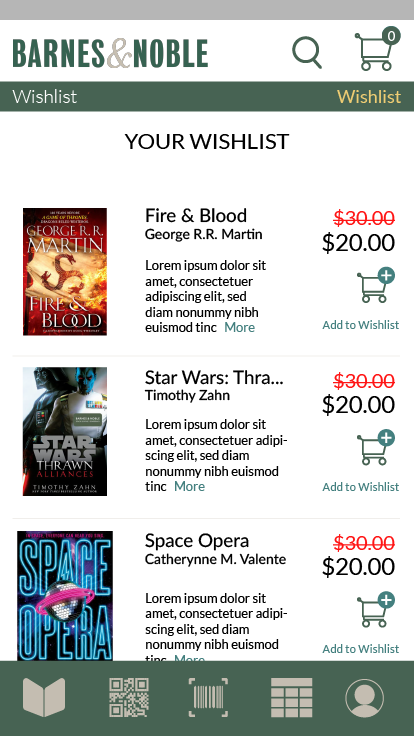 BARNES&NOBLE
0
Wishlist
Wishlist
YOUR WISHLIST
GEORGE R. R.
MARTIN
FIRE &
BLOOD
Fire & Blood
George R.R. Martin
Lorem ipsum dolor sit
amet, consectetuer
adipiscing elit, sed
diam nonummy nibh
euismod tinc More
$30.00
$20.00
Add to Wishlist
STAR
WARS
THRAWN
ALLIANCES
TIMOTHY ZAHN
Star Wars: Thra...
Timothy Zahn
Lorem ipsum dolor sit
amet, consectetuer adipi-
scing elit, sed diam
nonummy nibh euismod
tinc More
$30.00
$20.00
Add to Wishlist
SPACE
OPERA
Space Opera
Catherynne M. Valente
Lorem ipsum dolor sit
amet, consectetuer adipi-
scing elit, sed diam
nonummy nibh euismod
tinc More
$30.00
$20.00
Add to Wishlist